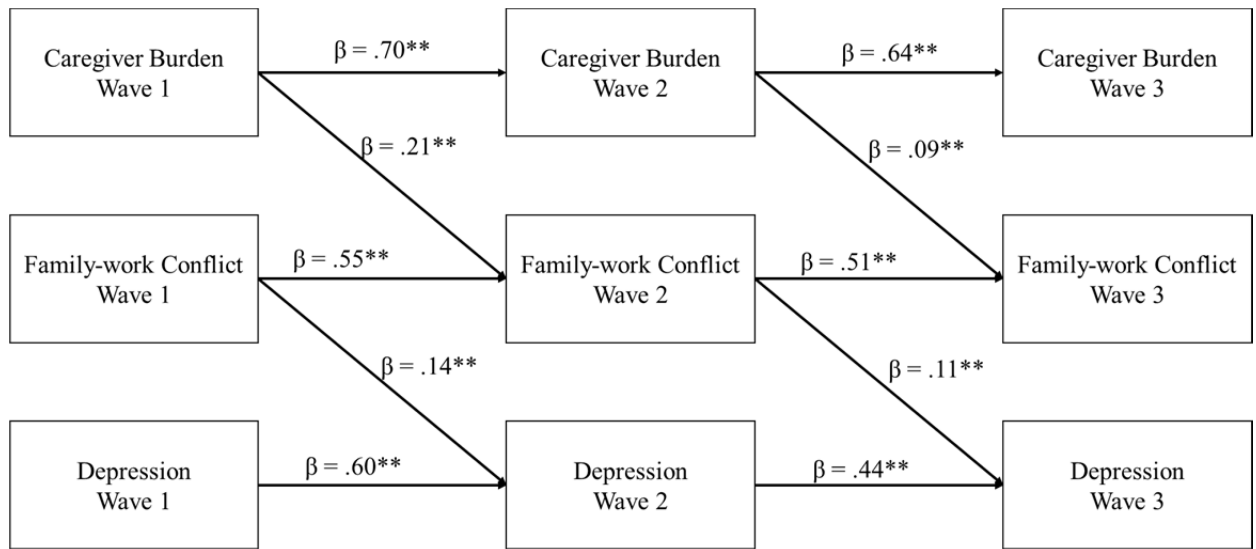 Caregiver Burden
Wave 1
β = .70**
Caregiver Burden
Wave 2
β = .64**
Caregiver Burden
Wave 3
β = .21**
β = .09**
Family-work Conflict
Wave 1
β = .55**
Family-work Conflict
Wave 2
β = .51**
Family-work Conflict
Wave 3
β = .14**
β = .11**
Depression
Wave 1
β = .60**
Depression
Wave 2
β = .44**
Depression
Wave 3